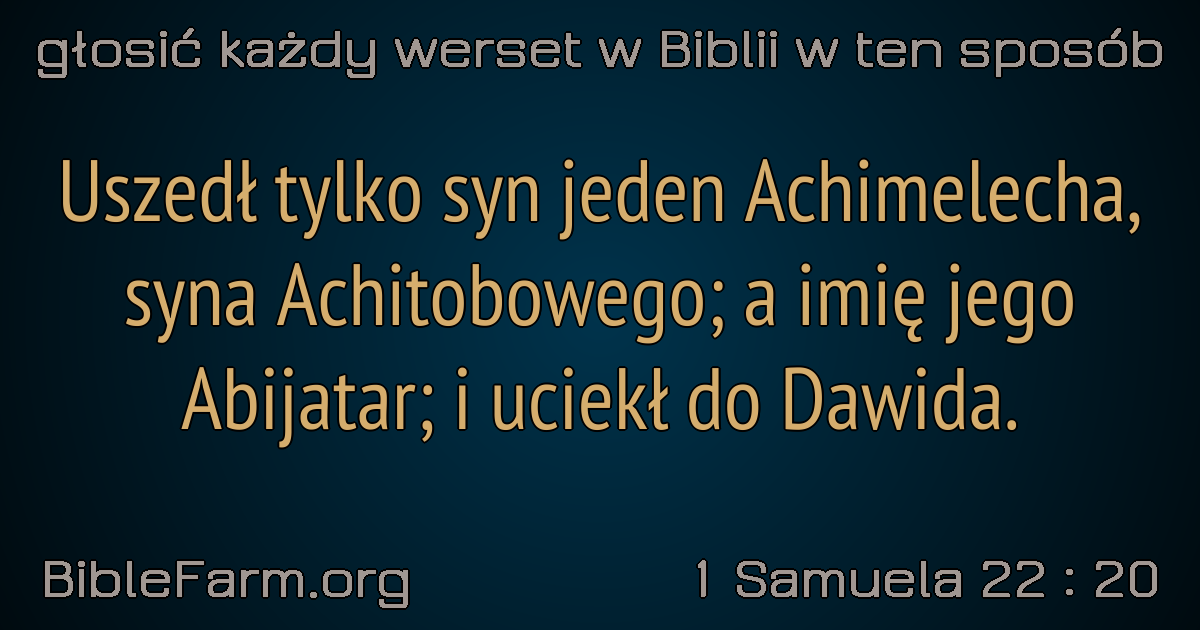 głosić każdy werset w Biblii w ten sposób
Uszedł tylko syn jeden Achimelecha,
syna Achitobowego; a imię jego
Abijatar; i uciekł do Dawida.
BibleFarm.org
1 Samuela 22 : 20